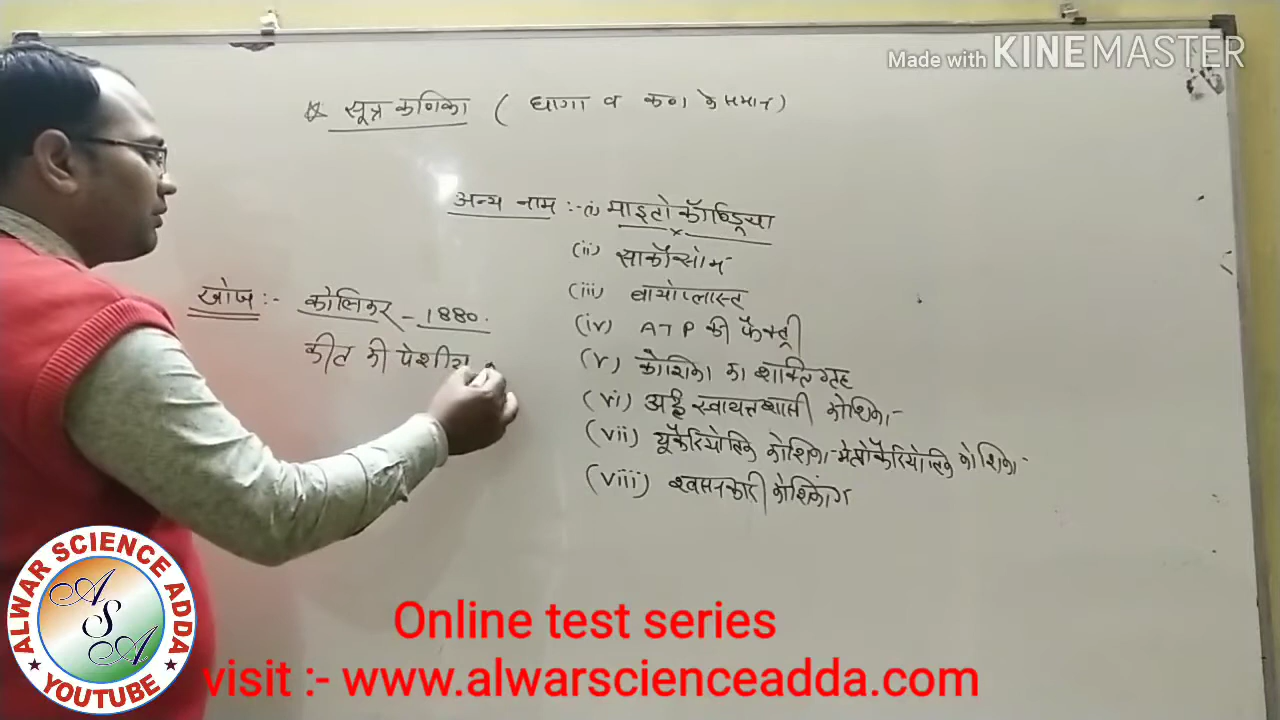 Made with KINEMASTER
☆ सूत्र कणिका ( धागा व कण के समान )
अन्य नाम :- (i) माइटोकॉण्ड्रिया
(ii) सार्कोसोम
(iii) बायोप्लास्ट
(iv) ATP की फैक्ट्री
(v) कोशिका का शक्ति गृह
(vi) अर्द्ध स्वायत्तशासी कोशिका
(vii) यूकैरियोटिक कोशिका में प्रोकैरियोटिक कोशिका
(viii) श्वसनकारी कोशिकांग
खोज :- कोलिकर - 1880.
कीट की पेशीय
ALWAR SCIENCE ADDA
ASA
YOUTUBE
Online test series
visit :- www.alwarscienceadda.com